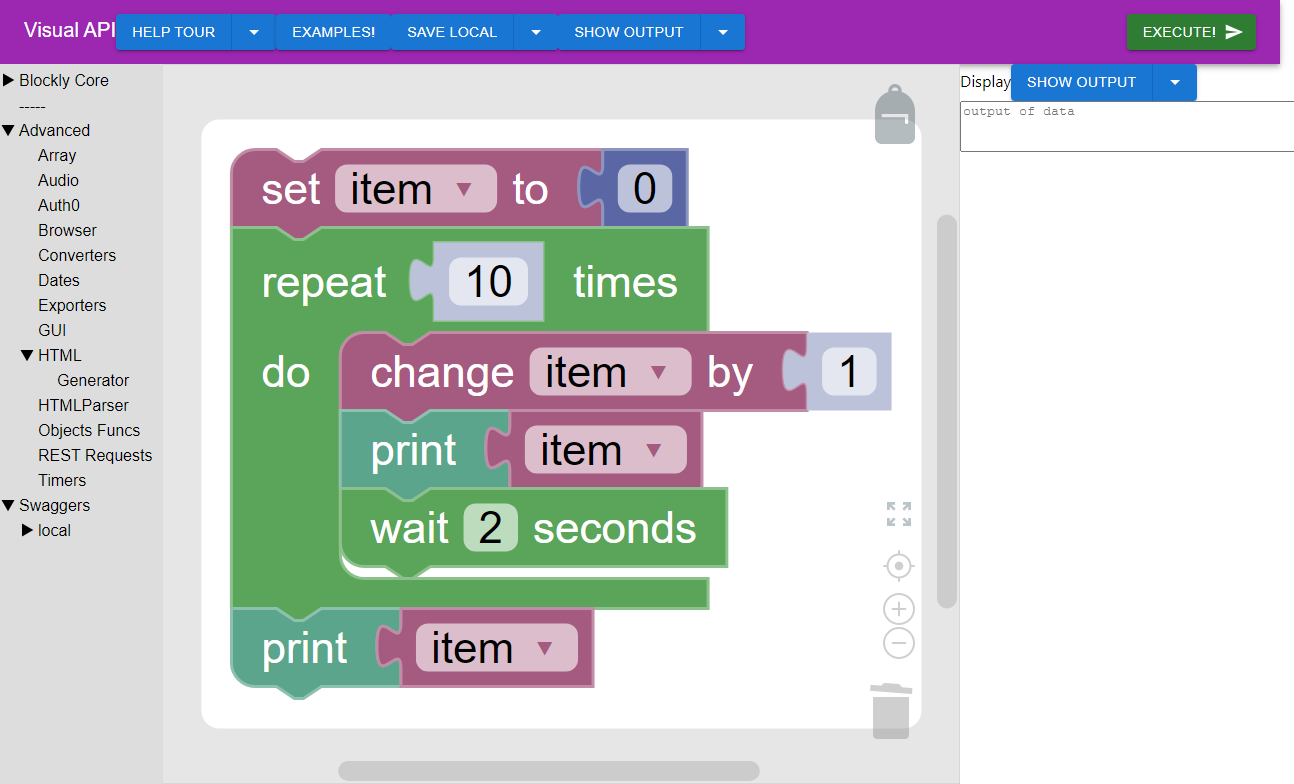 Visual API HELP TOUR EXAMPLES! SAVE LOCAL SHOW OUTPUT EXECUTE!
Blockly Core
-----
Advanced
Array
Audio
Auth0
Browser
Converters
Dates
Exporters
GUI
HTML
Generator
HTMLParser
Objects Funcs
REST Requests
Timers
Swaggers
local
set item to 0
repeat 10 times
do change item by 1
print item
wait 2 seconds
print item
Display SHOW OUTPUT
output of data